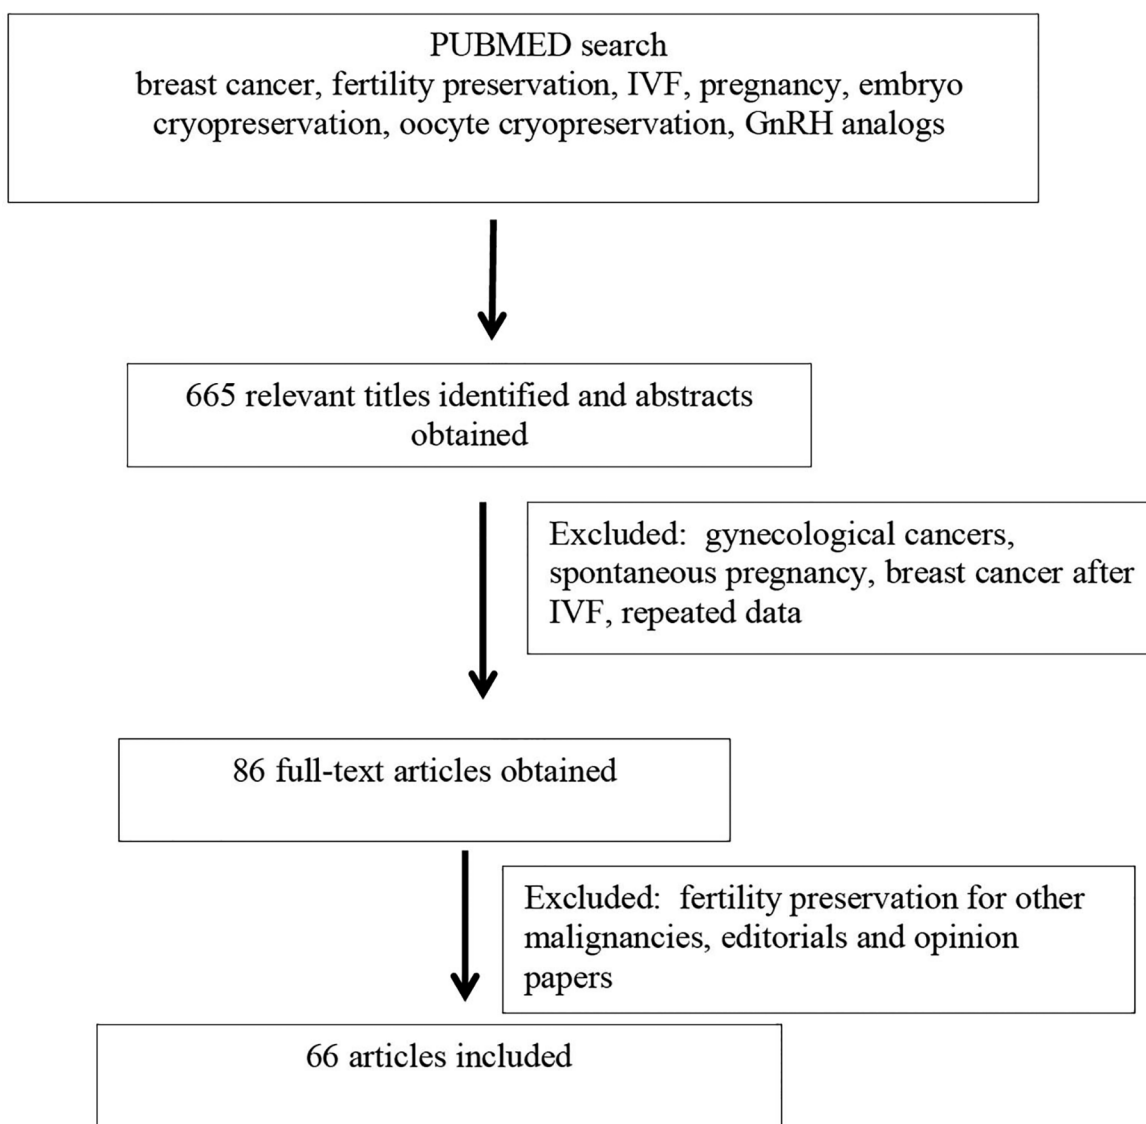 PUBMED search
breast cancer, fertility preservation, IVF, pregnancy, embryo
cryopreservation, oocyte cryopreservation, GnRH analogs
665 relevant titles identified and abstracts
obtained
Excluded: gynecological cancers,
spontaneous pregnancy, breast cancer after
IVF, repeated data
86 full-text articles obtained
Excluded: fertility preservation for other
malignancies, editorials and opinion
papers
66 articles included